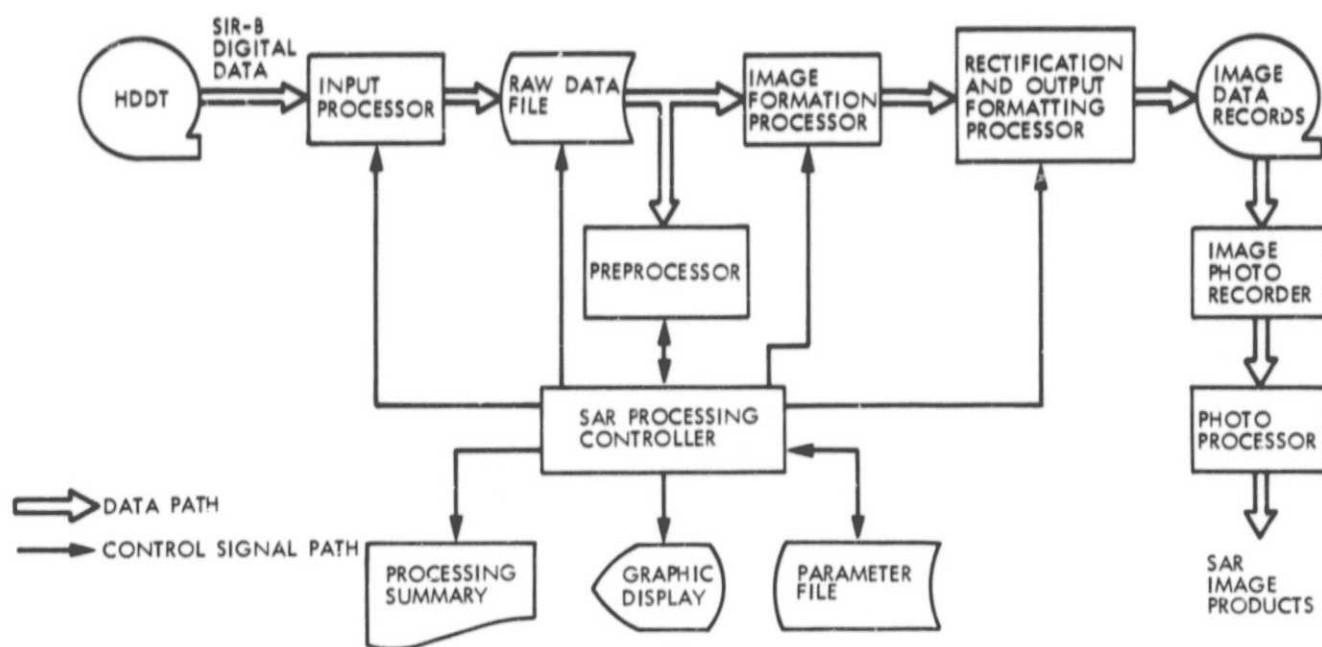 SIR-B
DIGITAL
DATA
HDDT
INPUT
PROCESSOR
RAW DATA
FILE
IMAGE
FORMATION
PROCESSOR
RECTIFICATION
AND OUTPUT
FORMATTING
PROCESSOR
IMAGE
DATA
RECORDS
PREPROCESSOR
IMAGE
PHOTO
RECORDER
SAR PROCESSING
CONTROLLER
PHOTO
PROCESSOR
DATA PATH
CONTROL SIGNAL PATH
PROCESSING
SUMMARY
GRAPHIC
DISPLAY
PARAMETER
FILE
SAR
IMAGE
PRODUCTS